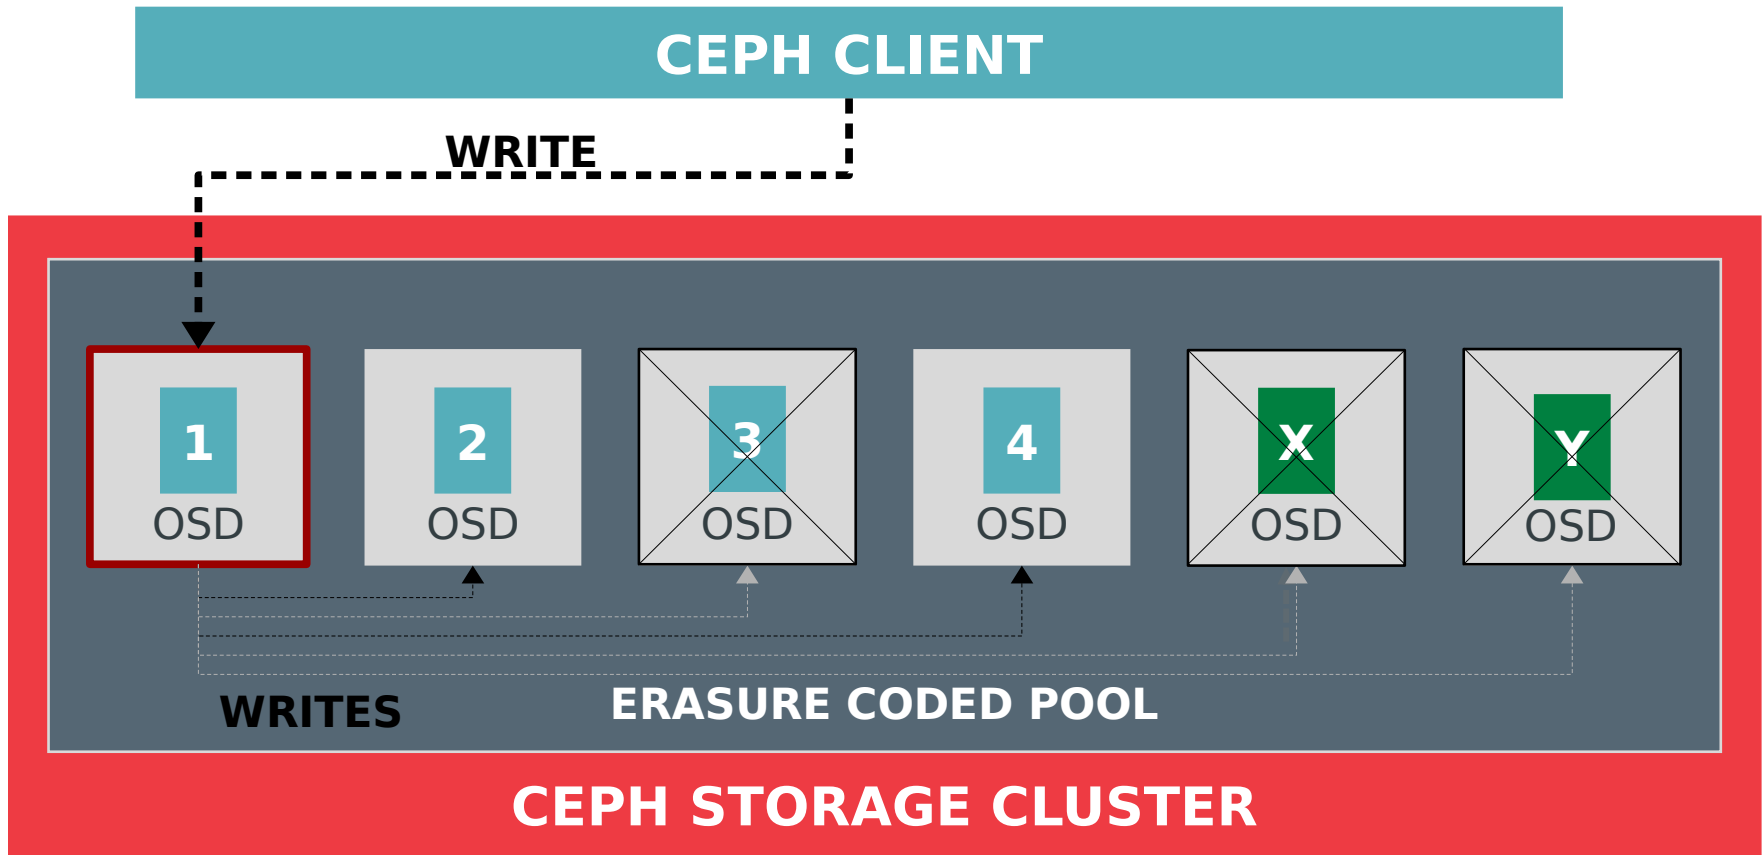 CEPH CLIENT
WRITE
1
OSD
2
OSD
3
OSD
4
OSD
X
OSD
Y
OSD
WRITES
ERASURE CODED POOL
CEPH STORAGE CLUSTER